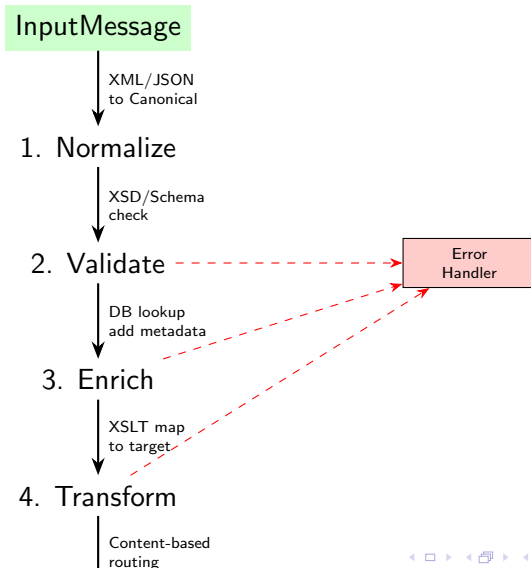 InputMessage
XML/JSON
to Canonical
1. Normalize
XSD/Schema
check
2. Validate
Error
Handler
DB lookup
add metadata
3. Enrich
XSLT map
to target
4. Transform
Content-based
routing